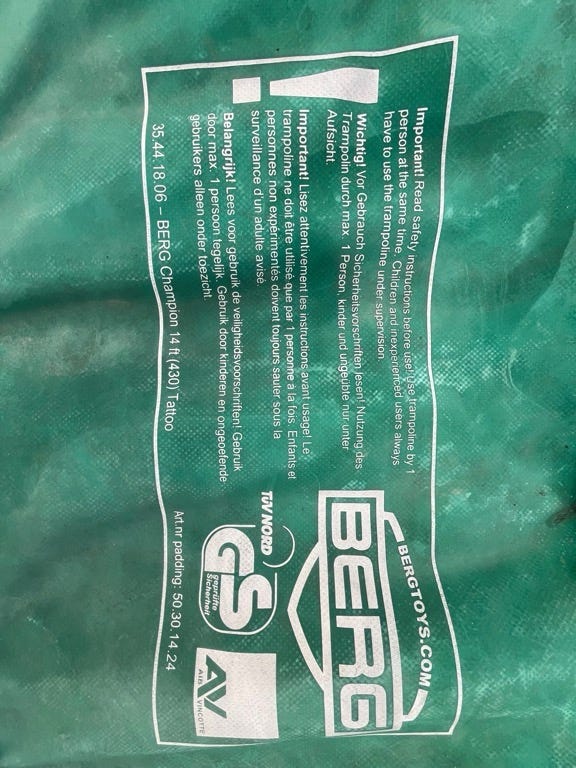 !
Important! Read safety instructions before use! Use trampoline by 1
person at the same time. Children and inexperienced users always
have to use the trampoline under supervision.
Wichtig! Vor Gebrauch Sicherheitsvorschriften lesen! Nutzung des
Trampolin durch max. 1 Person, kinder und ungeübte nur unter
Aufsicht.
Important! Lisez attentivement les instructions avant usage! Le
trampoline ne doit être utilisé que par 1 personne à la fois. Enfants et
personnes non expérimentés doivent toujours sauter sous la
surveillance d'un adulte avisé.
Belangrijk! Lees voor gebruik de veiligheidsvoorschriften! Gebruik
door max. 1 persoon tegelijk. Gebruik door kinderen en ongeoefende
gebruikers alleen onder toezicht.
35.44.18.06 – BERG Champion 14 ft (430) Tattoo
BERGTOYS.COM
BERG
TÜV NORD
GS
geprüfte
Sicherheit
AV
AIB VINCOTTE
Art.nr padding: 50.30.14.24